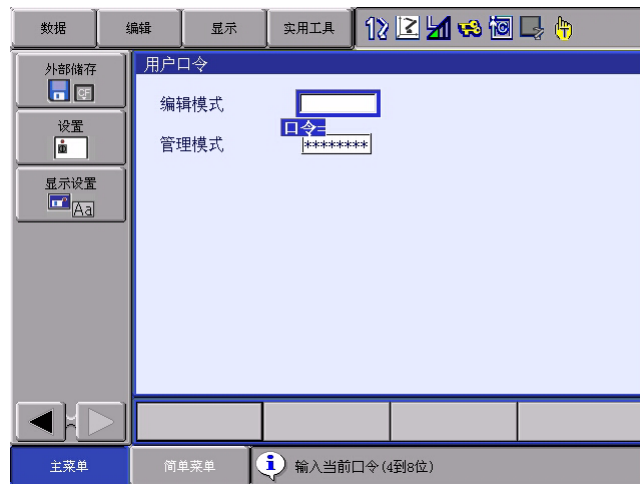 数据 编辑 显示 实用工具
外部储存
CF
设置
显示设置
Aa
用户口令
编辑模式
口令=
管理模式 ********
主菜单 简单菜单 输入当前口令(4到8位)